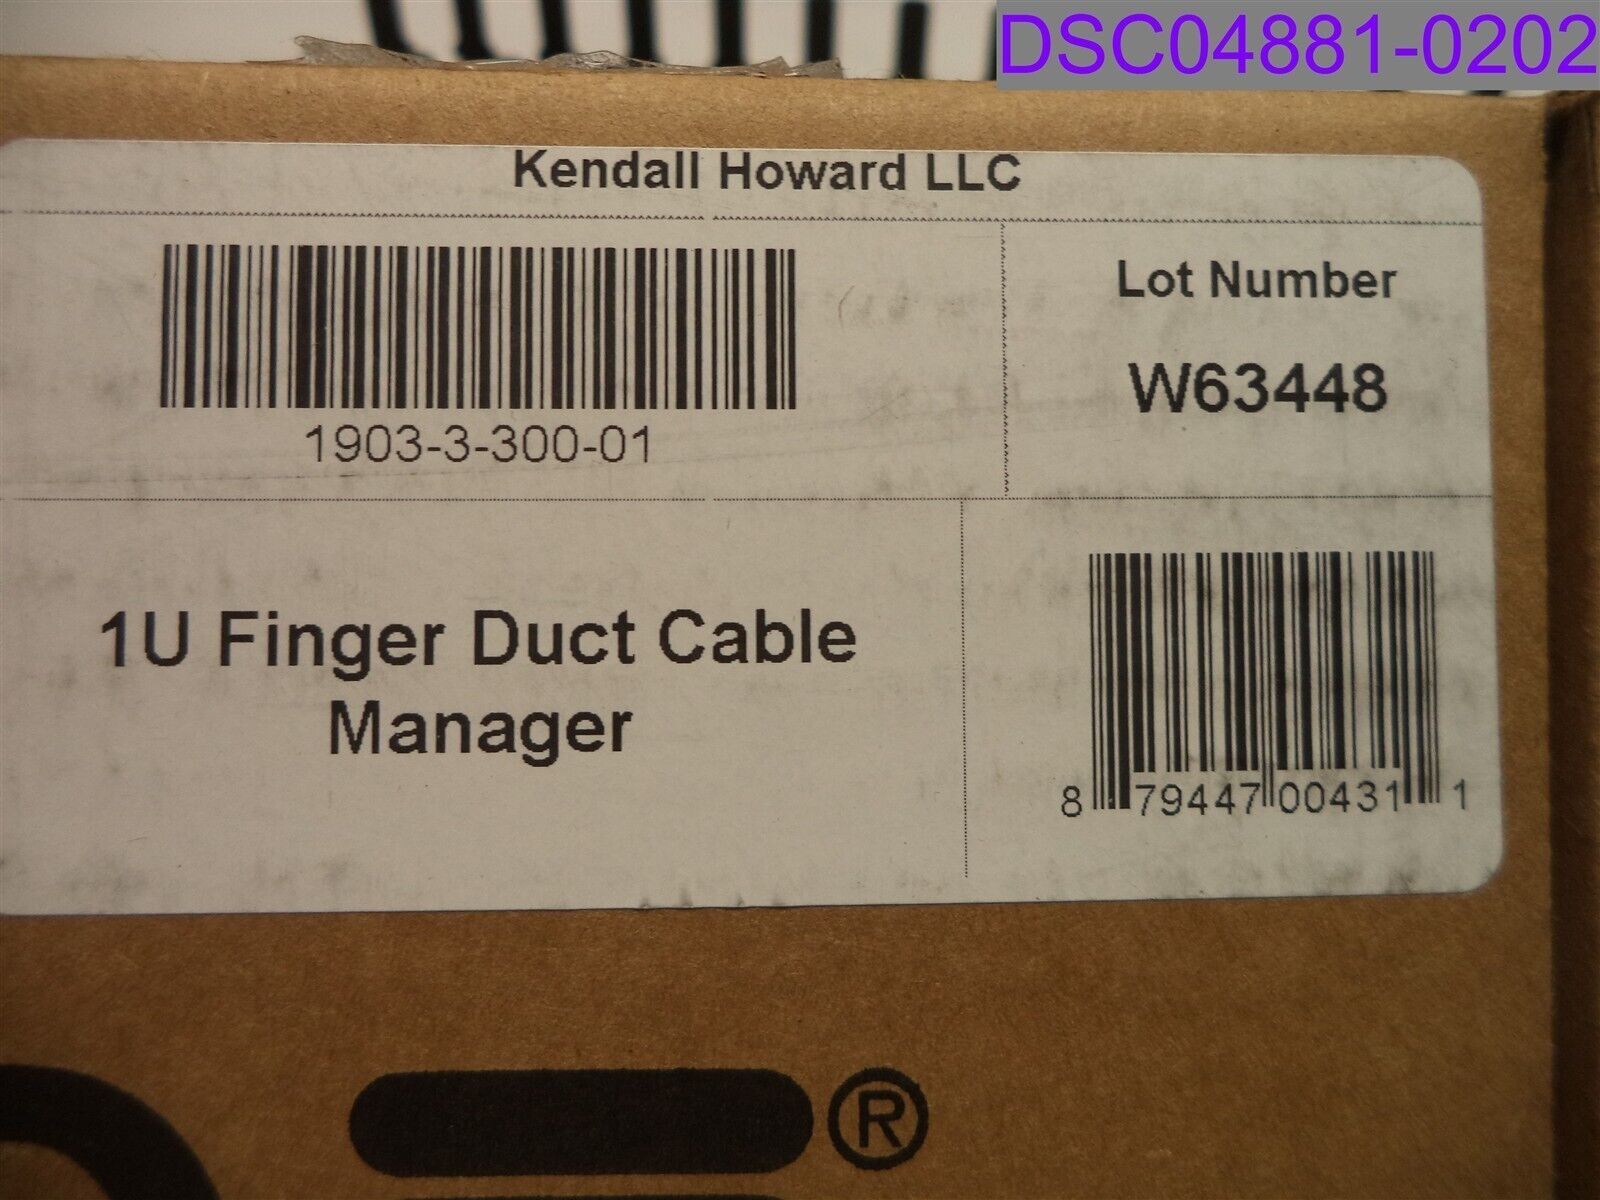 DSC04881-0202
Kendall Howard LLC
1903-3-300-01
Lot Number
W63448
1U Finger Duct Cable
Manager
8 79447 00431 1
®